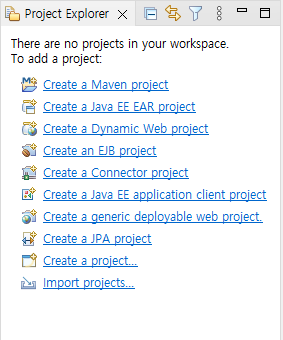 Project Explorer
There are no projects in your workspace.
To add a project:
Create a Maven project
Create a Java EE EAR project
Create a Dynamic Web project
Create an EJB project
Create a Connector project
Create a Java EE application client project
Create a generic deployable web project.
Create a JPA project
Create a project...
Import projects...